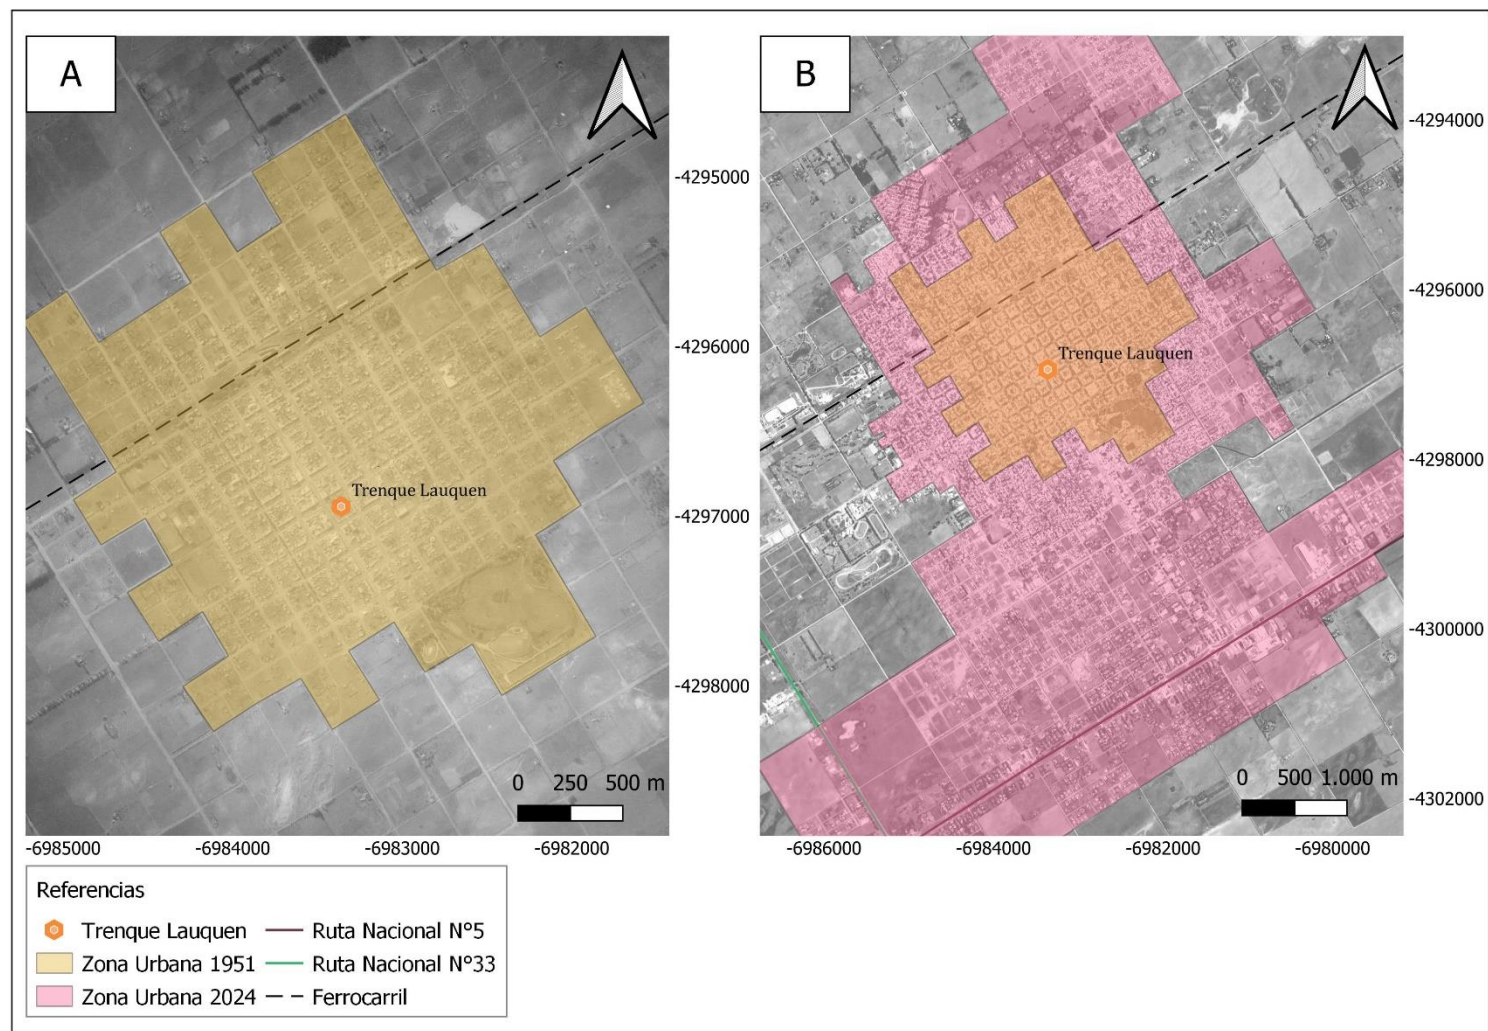 A
B
Trenque Lauquen
Trenque Lauquen
-4295000
-4296000
-4297000
-4298000
-4294000
-4296000
-4298000
-4300000
-4302000
0 250 500 m
0 500 1.000 m
-6985000 -6984000 -6983000 -6982000
-6986000 -6984000 -6982000 -6980000
Referencias
Trenque Lauquen
Zona Urbana 1951
Zona Urbana 2024
Ruta Nacional N°5
Ruta Nacional N°33
Ferrocarril